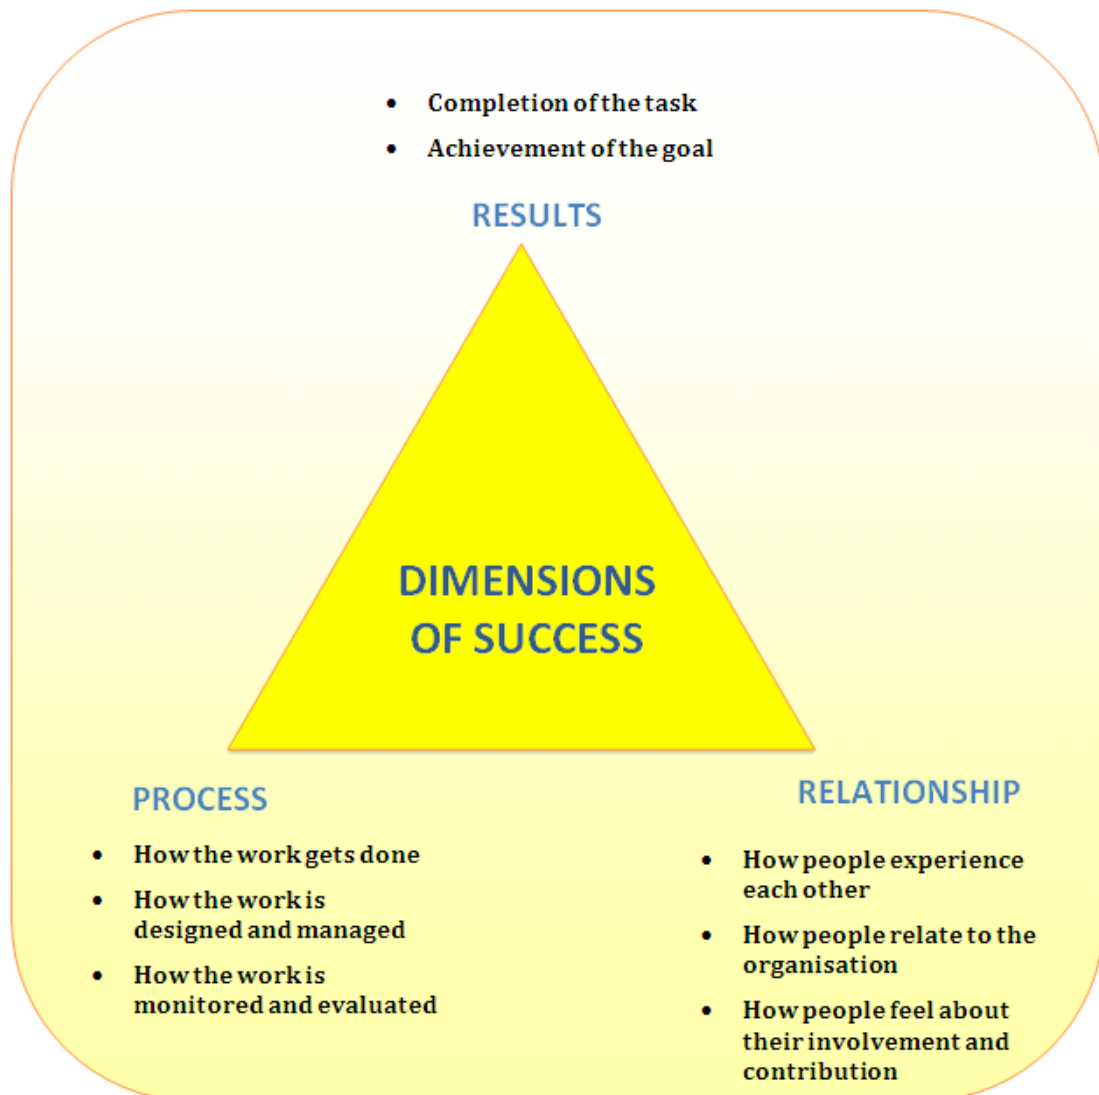 • Completion of the task
• Achievement of the goal
RESULTS
DIMENSIONS
OF SUCCESS
PROCESS
• How the work gets done
• How the work is
designed and managed
• How the work is
monitored and evaluated
RELATIONSHIP
• How people experience
each other
• How people relate to the
organisation
• How people feel about
their involvement and
contribution